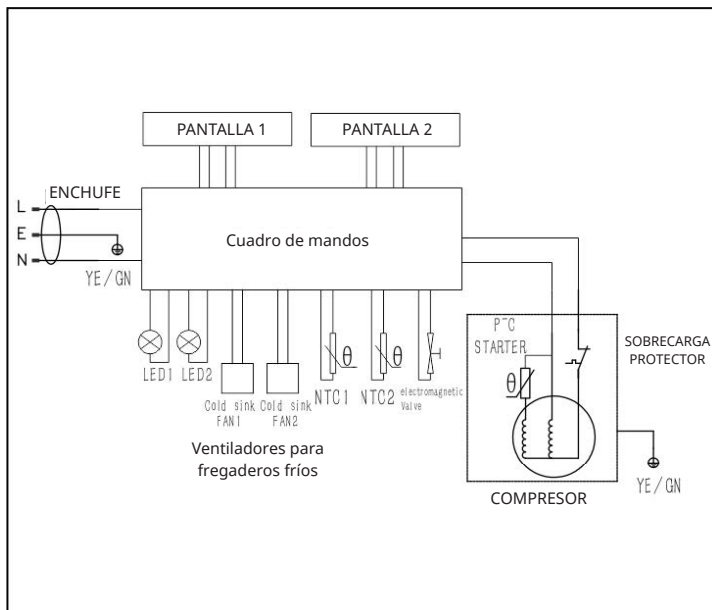 PANTALLA 1
PANTALLA 2
ENCHUFE
L
E
N
YE/GN
Cuadro de mandos
LED1
LED2
Cold sink
FAN1
Cold sink
FAN2
θ
NTC1
θ
NTC2
electromagnetic
Valve
Ventiladores para
fregaderos fríos
P-C
STARTER
θ
SOBRECARGA
PROTECTOR
COMPRESOR
YE/GN